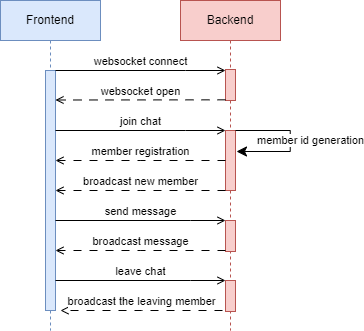 Frontend
Backend
websocket connect
websocket open
join chat
member id generation
member registration
broadcast new member
send message
broadcast message
leave chat
broadcast the leaving member